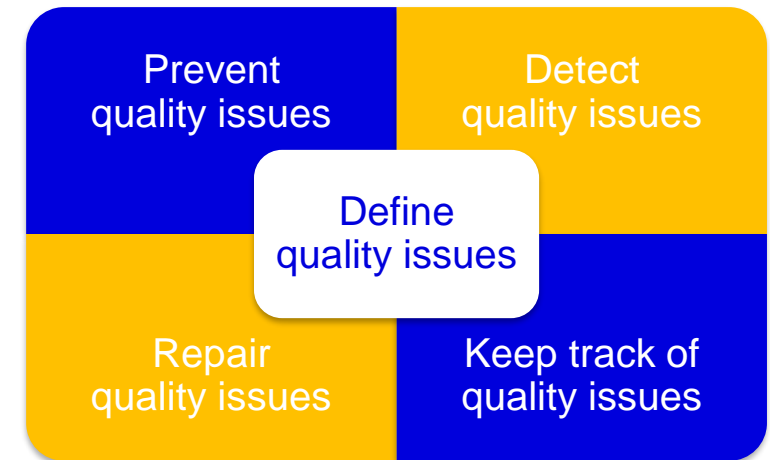 Prevent
quality issues
Detect
quality issues
Define
quality issues
Repair
quality issues
Keep track of
quality issues